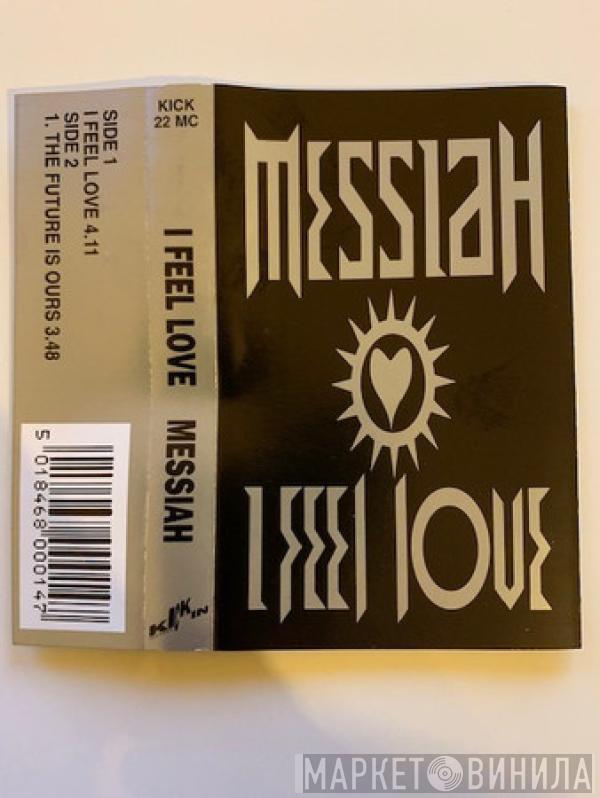 SIDE 1
I FEEL LOVE 4.11
SIDE 2
1. THE FUTURE IS OURS 3.48
5 018468 000147
KICK
22 MC
I FEEL LOVE MESSIAH
KICKIN
MESSIAH
I FEEL LOVE
МАРКЕТ ВИНИЛА